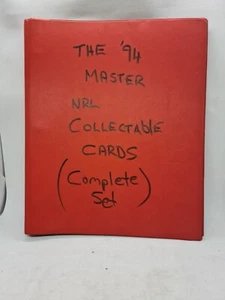 THE '94
MASTER
NRL
COLLECTABLE
CARDS
(Complete
Set)